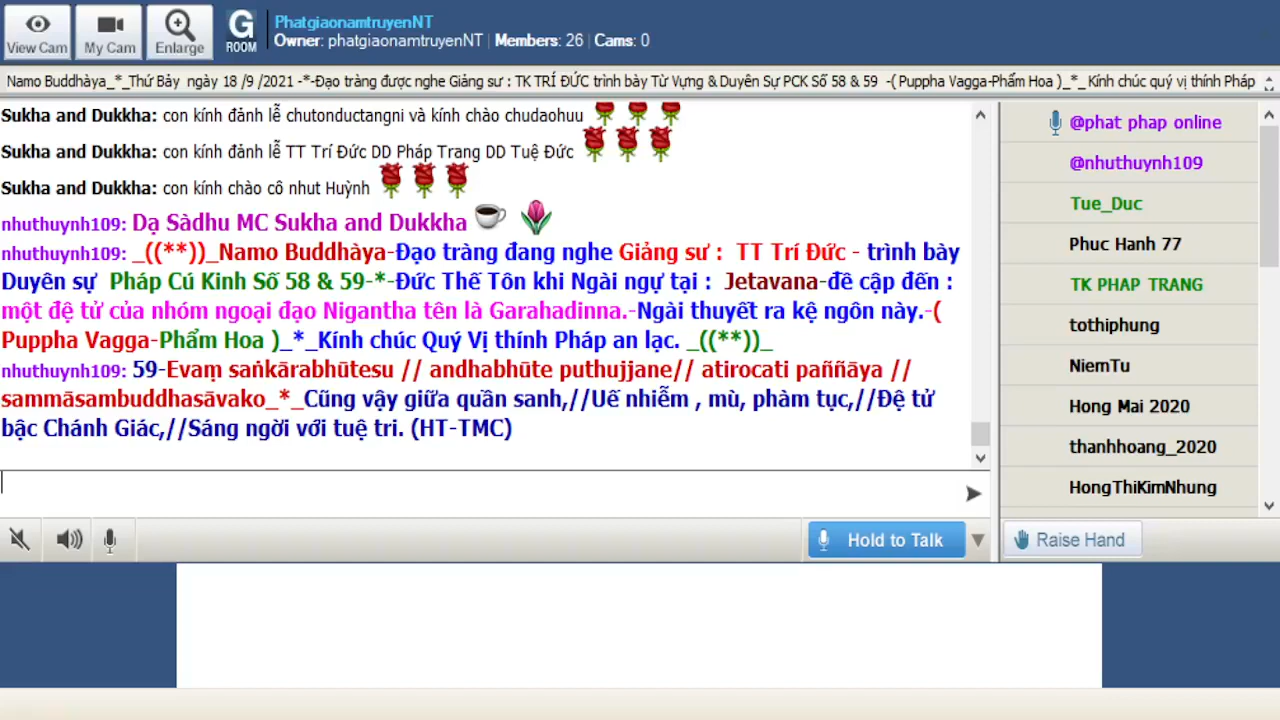 PhatgiaonamtruyenNT
Owner: phatgiaonamtruyenNT | Members: 26 | Cams: 0
View Cam
My Cam
Enlarge
G
ROOM
Namo Buddhàya_*_Thứ Bảy ngày 18 /9 /2021 -*-Đạo tràng được nghe Giảng sư : TK TRÍ ĐỨC trình bày Từ Vựng & Duyên Sự PCK Số 58 & 59 -( Puppha Vagga-Phẩm Hoa )_*_ Kính chúc quý vị thính Pháp
Sukha and Dukkha: con kính đảnh lễ chutonductangni và kính chào chudaohuu
Sukha and Dukkha: con kính đảnh lễ TT Trí Đức DD Pháp Trang DD Tuệ Đức
Sukha and Dukkha: con kính chào cô nhut Huỳnh
nhuthuynh109: Dạ Sàdhu MC Sukha and Dukkha
nhuthuynh109: _((**))_Namo Buddhàya-Đạo tràng đang nghe Giảng sư : TT Trí Đức - trình bày
Duyên sự Pháp Cú Kinh Số 58 & 59-*-Đức Thế Tôn khi Ngài ngự tại : Jetavana-đề cập đến :
một đệ tử của nhóm ngoại đạo Nigantha tên là Garahadinna.-Ngài thuyết ra kệ ngôn này.-(
Puppha Vagga-Phẩm Hoa )_*_Kính chúc Quý Vị thính Pháp an lạc. _((**))_
nhuthuynh109: 59-Evaṃ saṅkārabhūtesu // andhabhūte puthujjane// atirocati paññāya //
sammāsambuddhasāvako_*_Cũng vậy giữa quần sanh,//Uế nhiễm , mù, phàm tục,//Đệ tử
bậc Chánh Giác,//Sáng ngời với tuệ tri. (HT-TMC)
@phat phap online
@nhuthuynh109
Tue_Duc
Phuc Hanh 77
TK PHAP TRANG
tothiphung
NiemTu
Hong Mai 2020
thanhhoang_2020
HongThiKimNhung
Hold to Talk
Raise Hand